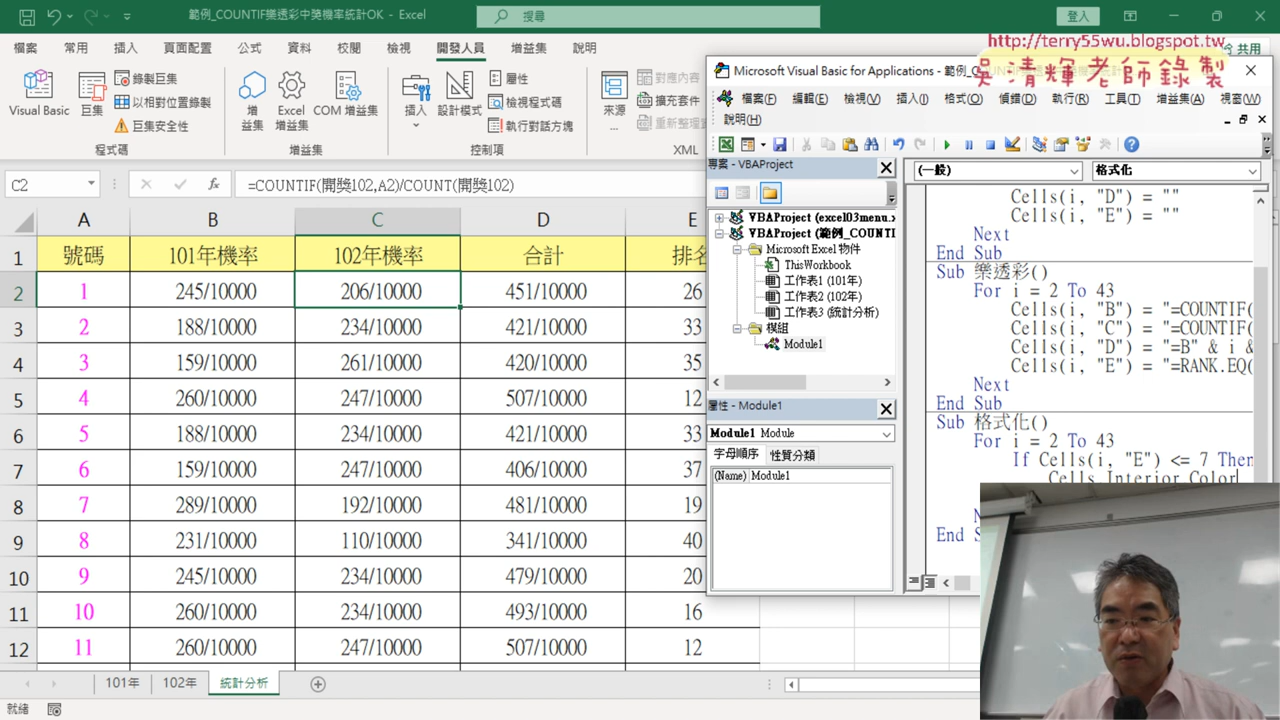 範例_COUNTIF樂透彩中獎機率統計OK - Excel
搜尋
登入
http://terry55wu.blogspot.tw
吳清輝老師錄製
檔案 常用 插入 頁面配置 公式 資料 校閱 檢視 開發人員 增益集 說明 共用
Visual Basic 巨集 錄製巨集 以相對位置錄製 巨集安全性 程式碼
增益集 Excel 增益集 COM 增益集 增益集
插入 設計模式 屬性 檢視程式碼 執行對話方塊 控制項
來源 ... 對應內容 擴充套件 重新整理 XML
C2 fx =COUNTIF(開獎102,A2)/COUNT(開獎102)
A B C D E
1 號碼 101年機率 102年機率 合計 排名
2 1 245/10000 206/10000 451/10000 26
3 2 188/10000 234/10000 421/10000 33
4 3 159/10000 261/10000 420/10000 35
5 4 260/10000 247/10000 507/10000 12
6 5 188/10000 234/10000 421/10000 33
7 6 159/10000 247/10000 406/10000 37
8 7 289/10000 192/10000 481/10000 19
9 8 231/10000 110/10000 341/10000 40
10 9 245/10000 234/10000 479/10000 20
11 10 260/10000 234/10000 493/10000 16
12 11 260/10000 247/10000 507/10000 12
101年 102年 統計分析
就緒
Microsoft Visual Basic for Applications - 範例_
檔案(F) 編輯(E) 檢視(V) 插入(I) 格式(O) 偵錯(D) 執行(R) 工具(T) 增益集(A) 視窗(W)
說明(H)
專案 - VBAProject
VBAProject (excel03menu.x
VBAProject (範例_COUNTI
Microsoft Excel 物件
ThisWorkbook
工作表1 (101年)
工作表2 (102年)
工作表3 (統計分析)
模組
Module1
屬性 - Module1
Module1 Module
字母順序 性質分類
(Name) Module1
(一般) 格式化
Cells(i, "D") = ""
Cells(i, "E") = ""
Next
End Sub
Sub 樂透彩()
For i = 2 To 43
Cells(i, "B") = "=COUNTIF(
Cells(i, "C") = "=COUNTIF(
Cells(i, "D") = "=B" & i &
Cells(i, "E") = "=RANK.EQ(
Next
End Sub
Sub 格式化()
For i = 2 To 43
If Cells(i, "E") <= 7 Then
Cells.Interior.Color
End S